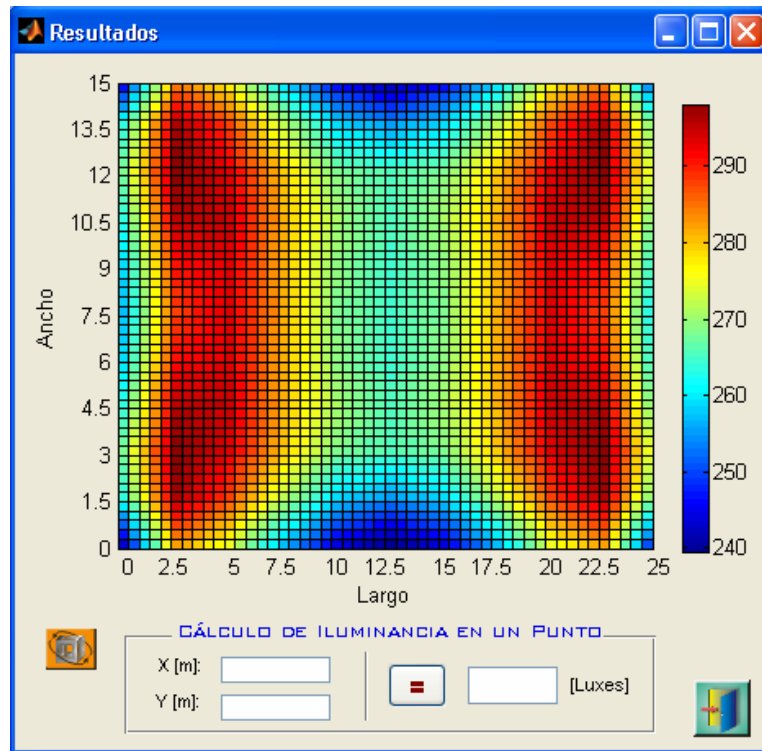 Resultados
15
13.5
12
10.5
9
7.5
6
4.5
3
1.5
0
Ancho
0 2.5 5 7.5 10 12.5 15 17.5 20 22.5 25
Largo
290
280
270
260
250
240
CÁLCULO DE ILUMINANCIA EN UN PUNTO
X [m]:
Y [m]:
=
[Luxes]